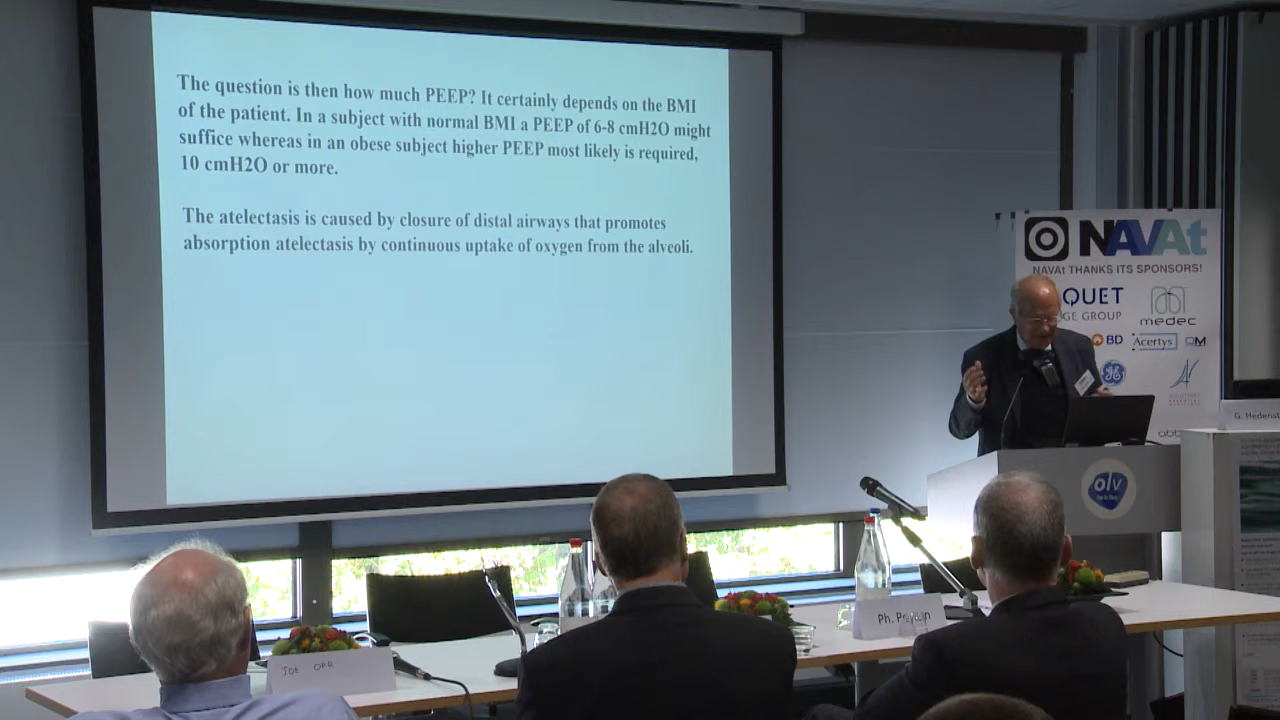 The question is then how much PEEP? It certainly depends on the BMI
of the patient. In a subject with normal BMI a PEEP of 6-8 cmH2O might
suffice whereas in an obese subject higher PEEP most likely is required,
10 cmH2O or more.
The atelectasis is caused by closure of distal airways that promotes
absorption atelectasis by continuous uptake of oxygen from the alveoli.
NAVAt
NAVAt THANKS ITS SPONSORS!
QUET
GE GROUP
medec
BD
Acertys
GE
G. Hedenst
olv
JOE ORR
Ph.